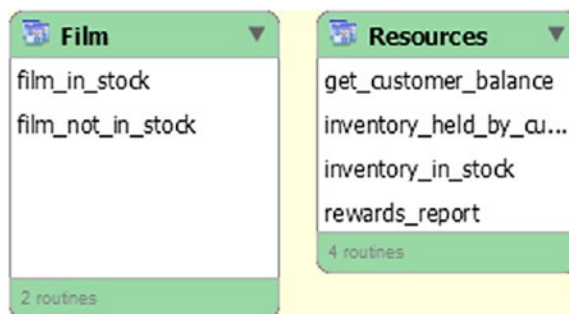 Film
film_in_stock
film_not_in_stock
2 routines
Resources
get_customer_balance
inventory_held_by_cu...
inventory_in_stock
rewards_report
4 routines